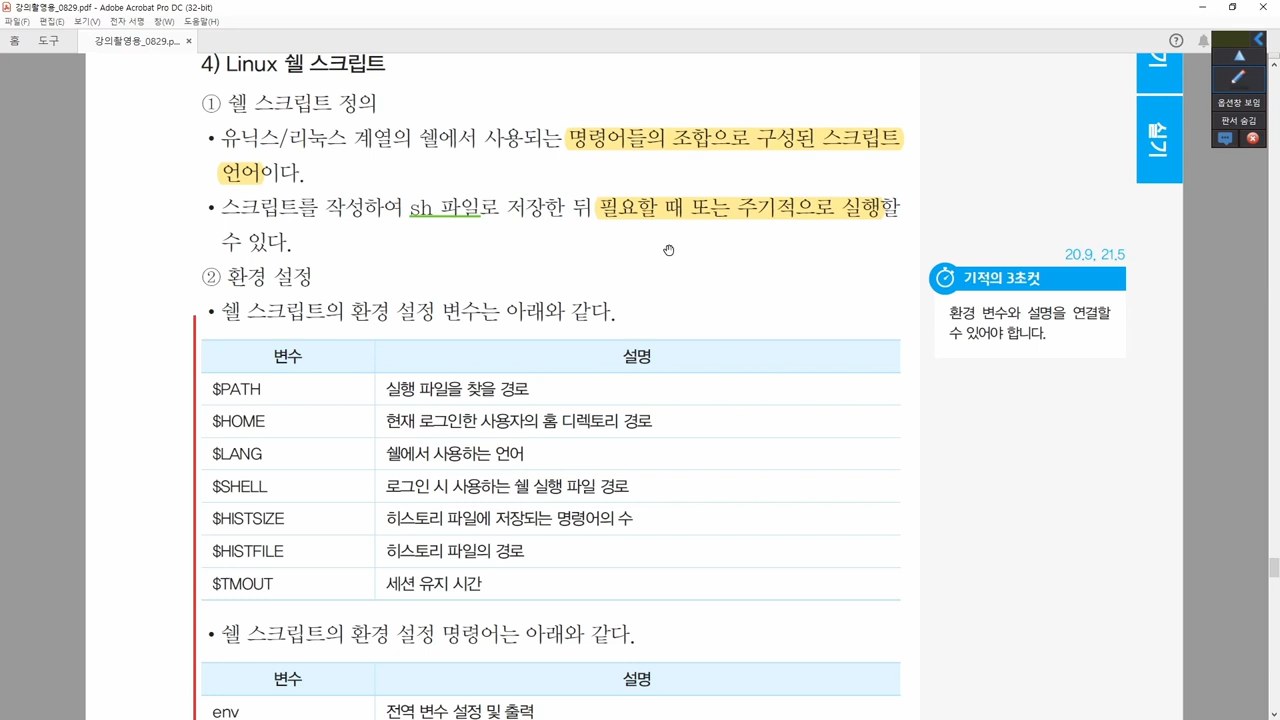 강의촬영용_0829.pdf - Adobe Acrobat Pro DC (32-bit)
파일(F) 편집(E) 보기(V) 전자 서명 창(W) 도움말(H)
홈 도구 강의촬영용_0829.p... ×
옵션창 보임
판서 숨김
4) Linux 쉘 스크립트
① 쉘 스크립트 정의
• 유닉스/리눅스 계열의 쉘에서 사용되는 명령어들의 조합으로 구성된 스크립트
언어이다.
• 스크립트를 작성하여 sh 파일로 저장한 뒤 필요할 때 또는 주기적으로 실행할
수 있다.
② 환경 설정
• 쉘 스크립트의 환경 설정 변수는 아래와 같다.
변수 설명
$PATH 실행 파일을 찾을 경로
$HOME 현재 로그인한 사용자의 홈 디렉토리 경로
$LANG 쉘에서 사용하는 언어
$SHELL 로그인 시 사용하는 쉘 실행 파일 경로
$HISTSIZE 히스토리 파일에 저장되는 명령어의 수
$HISTFILE 히스토리 파일의 경로
$TMOUT 세션 유지 시간
• 쉘 스크립트의 환경 설정 명령어는 아래와 같다.
변수 설명
env 전역 변수 설정 및 출력
실기
20.9, 21.5
기적의 3초컷
환경 변수와 설명을 연결할
수 있어야 합니다.